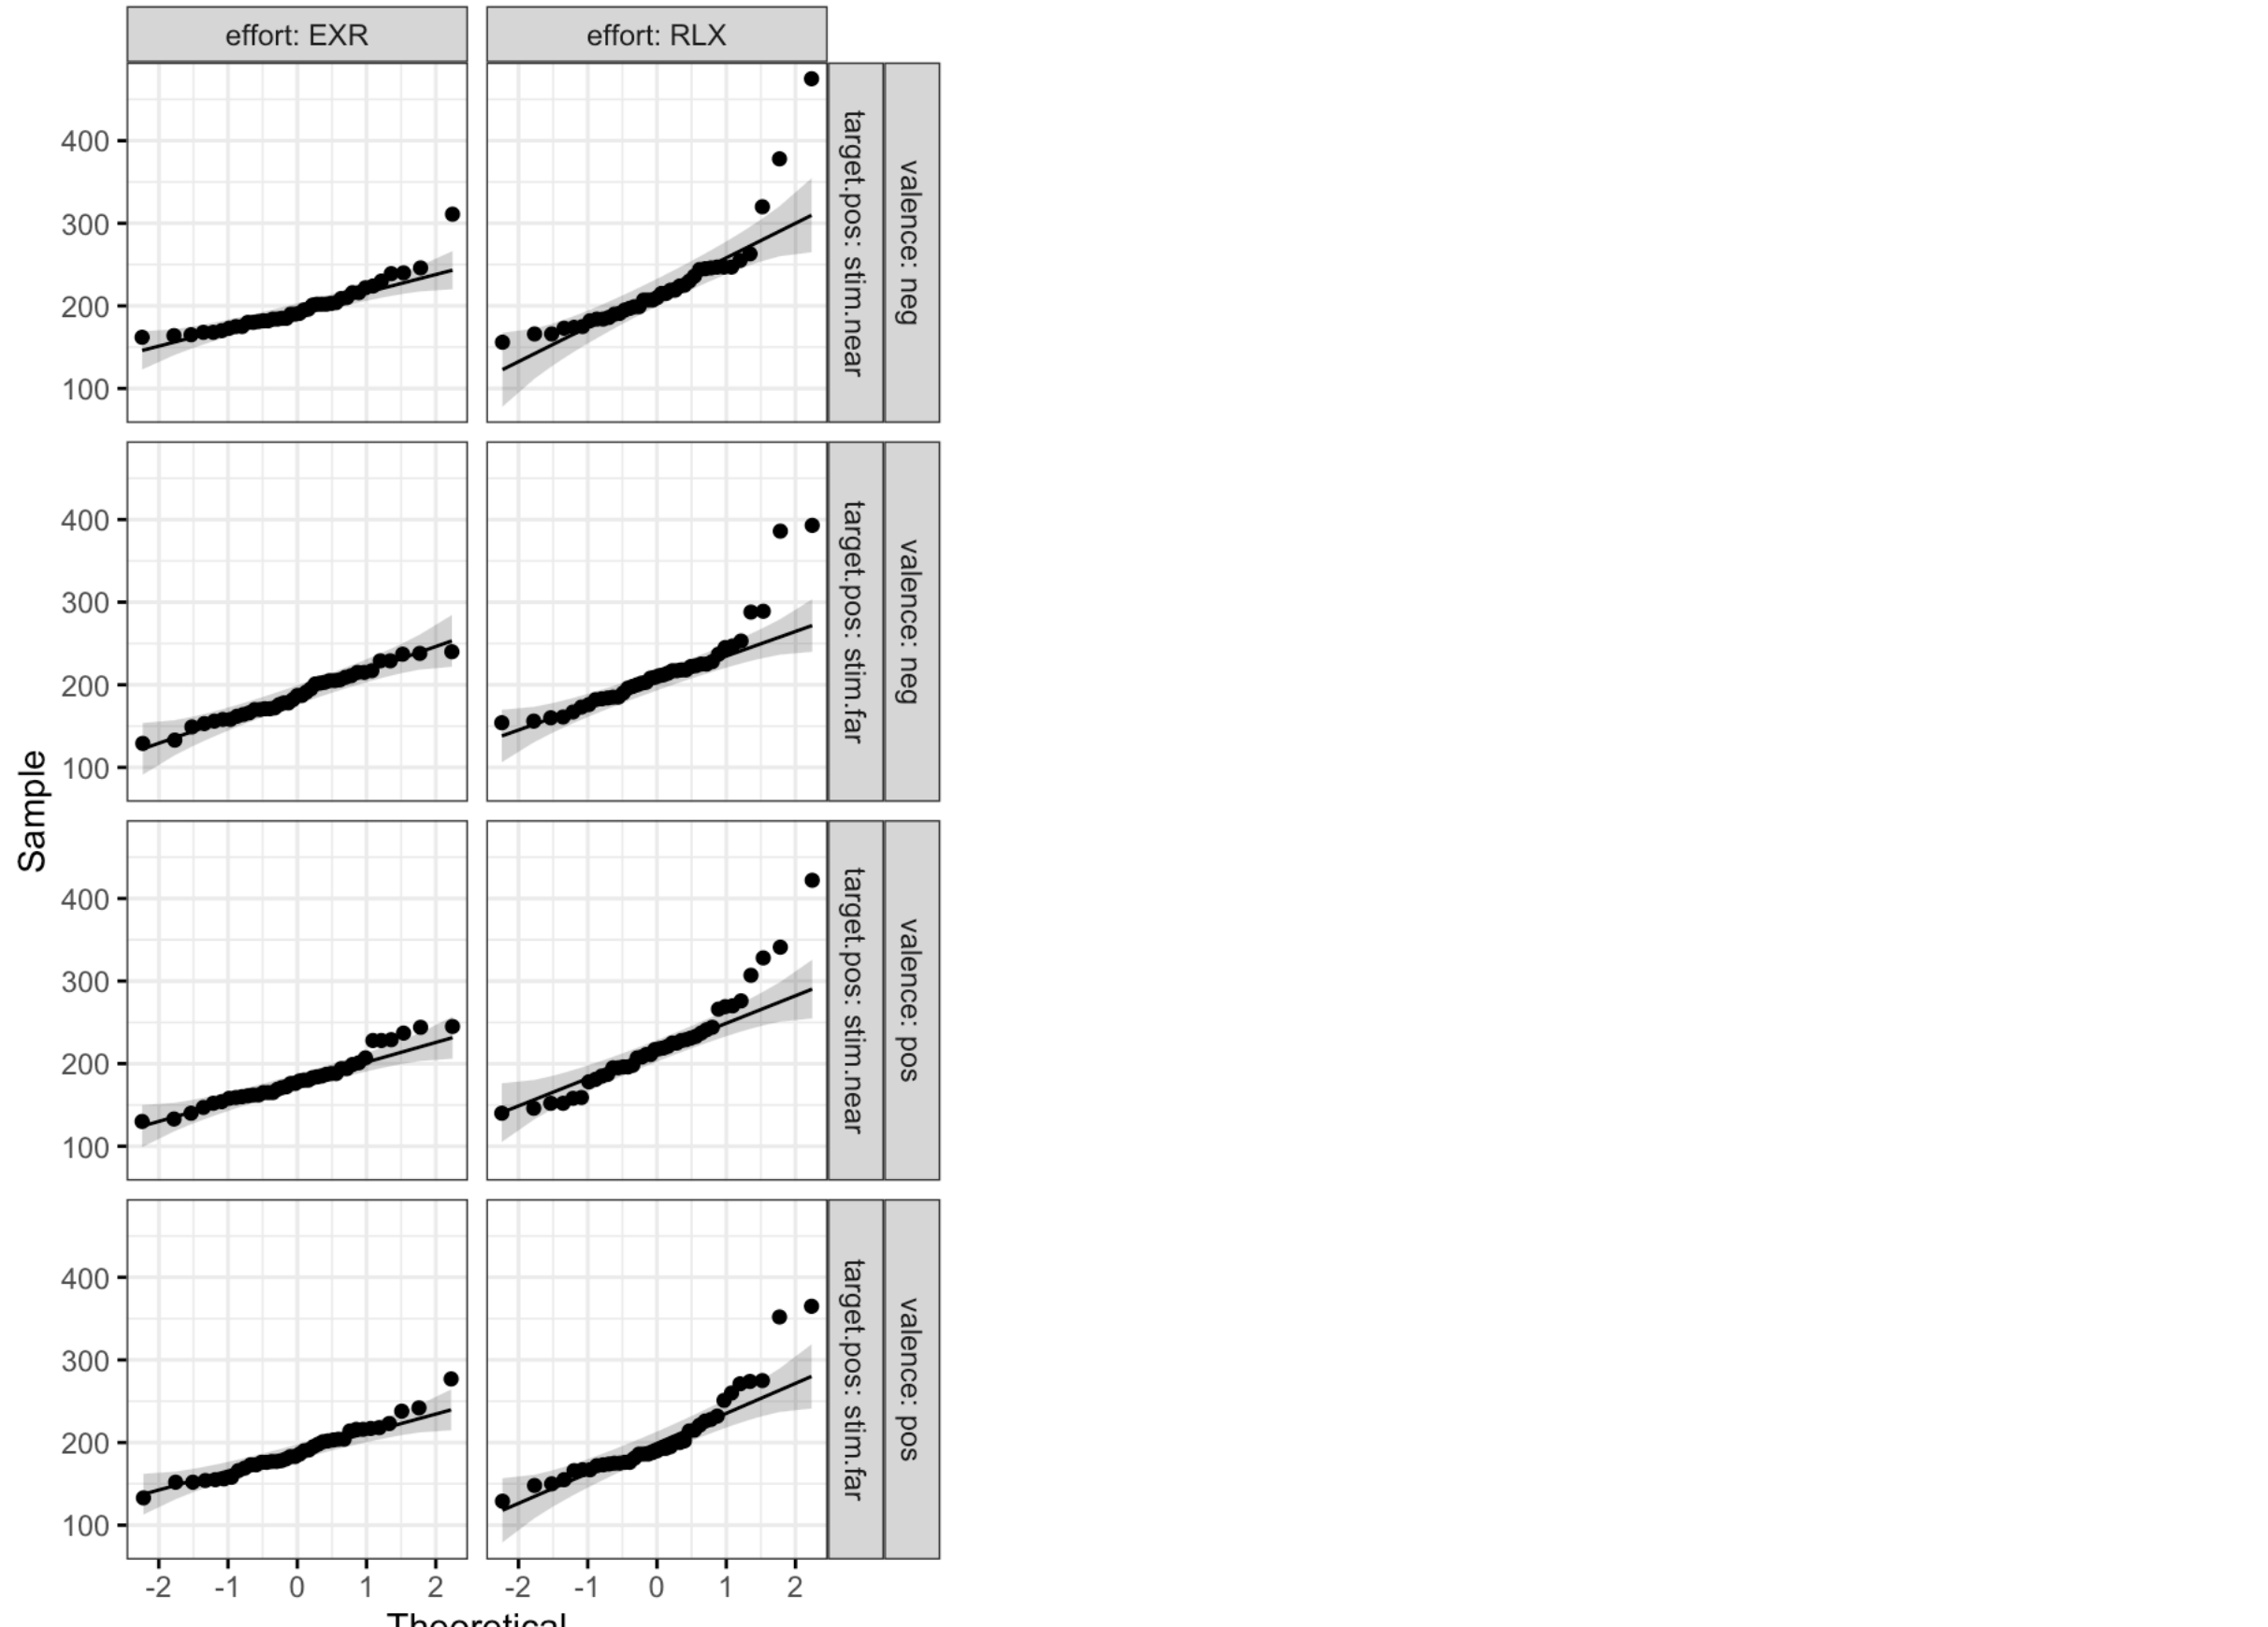 effort: EXR
effort: RLX
400
300
200
100
target.pos: stim.near
valence: neg
400
300
200
100
target.pos: stim.far
valence: neg
Sample
400
300
200
100
target.pos: stim.near
valence: pos
400
300
200
100
target.pos: stim.far
valence: pos
-2 -1 0 1 2
-2 -1 0 1 2
Theoretical